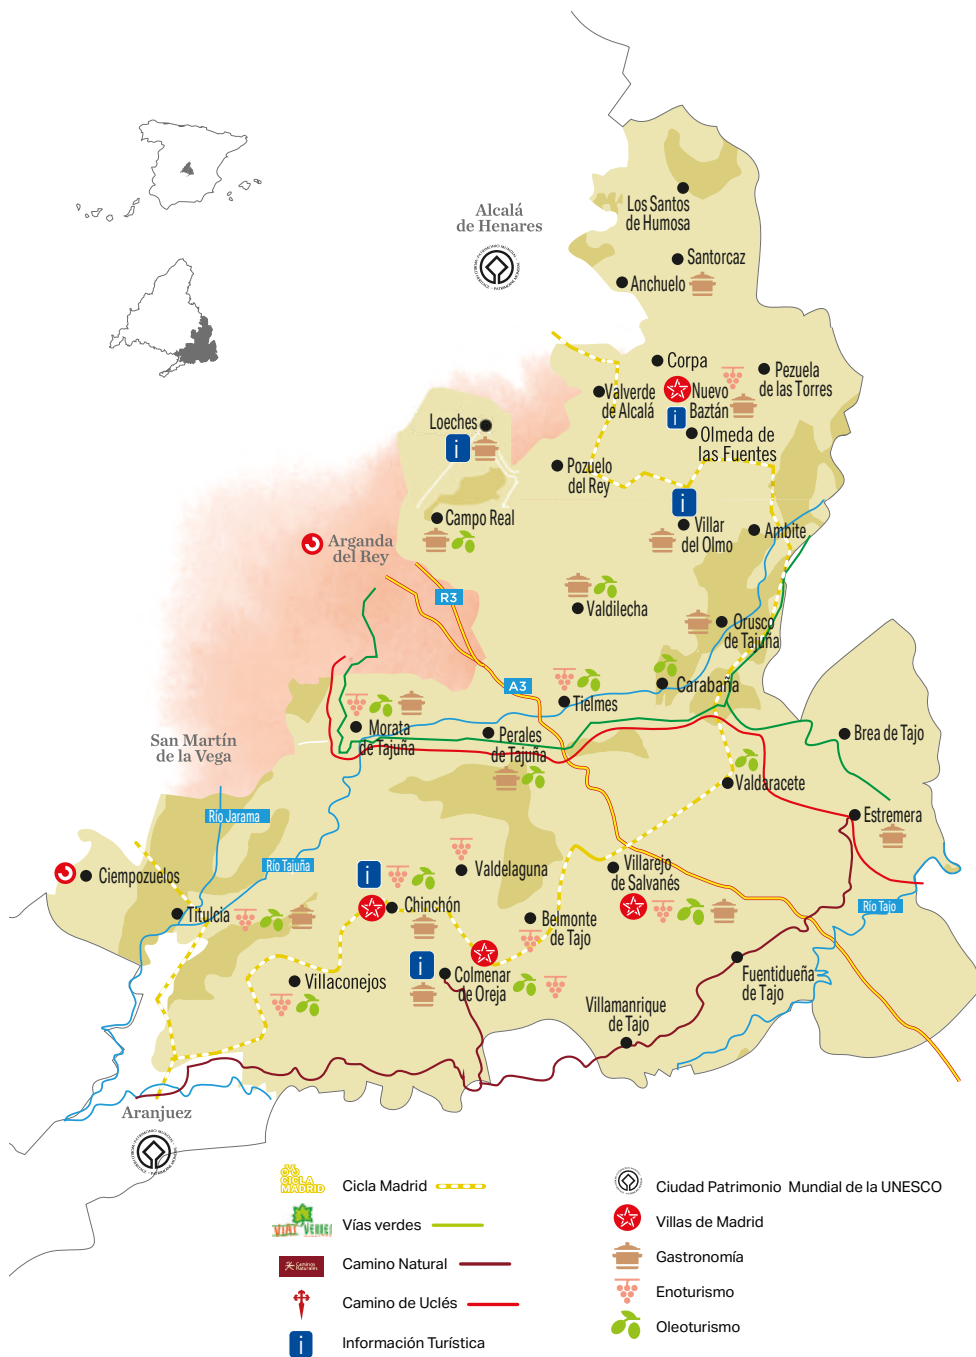 Alcalá
de Henares
Los Santos
de Humosa
Santorcaz
Anchuelo
Corpa
Pezuela
de las Torres
Valverde
de Alcalá
Nuevo
Baztán
i
Olmeda de
las Fuentes
Loeches
i
Pozuelo
del Rey
i
Campo Real
Villar
del Olmo
Ambite
Arganda
del Rey
R3
Valdilecha
Orusco
de Tajuña
A3
Carabaña
Tielmes
Morata
de Tajuña
Perales
de Tajuña
Brea de Tajo
San Martín
de la Vega
Valdaracete
Río Jarama
Estremera
Río Tajuña
Ciempozuelos
i
Valdelaguna
Villarejo
de Salvanés
Chinchón
Titulcia
Belmonte
de Tajo
Río Tajo
i
Villaconejos
Colmenar
de Oreja
Fuentidueña
de Tajo
Villamanrique
de Tajo
Aranjuez
CICLA
MADRID
Cicla Madrid
Vías verdes
Caminos
Naturales
Camino Natural
Camino de Uclés
i
Información Turística
Ciudad Patrimonio Mundial de la UNESCO
Villas de Madrid
Gastronomía
Enoturismo
Oleoturismo